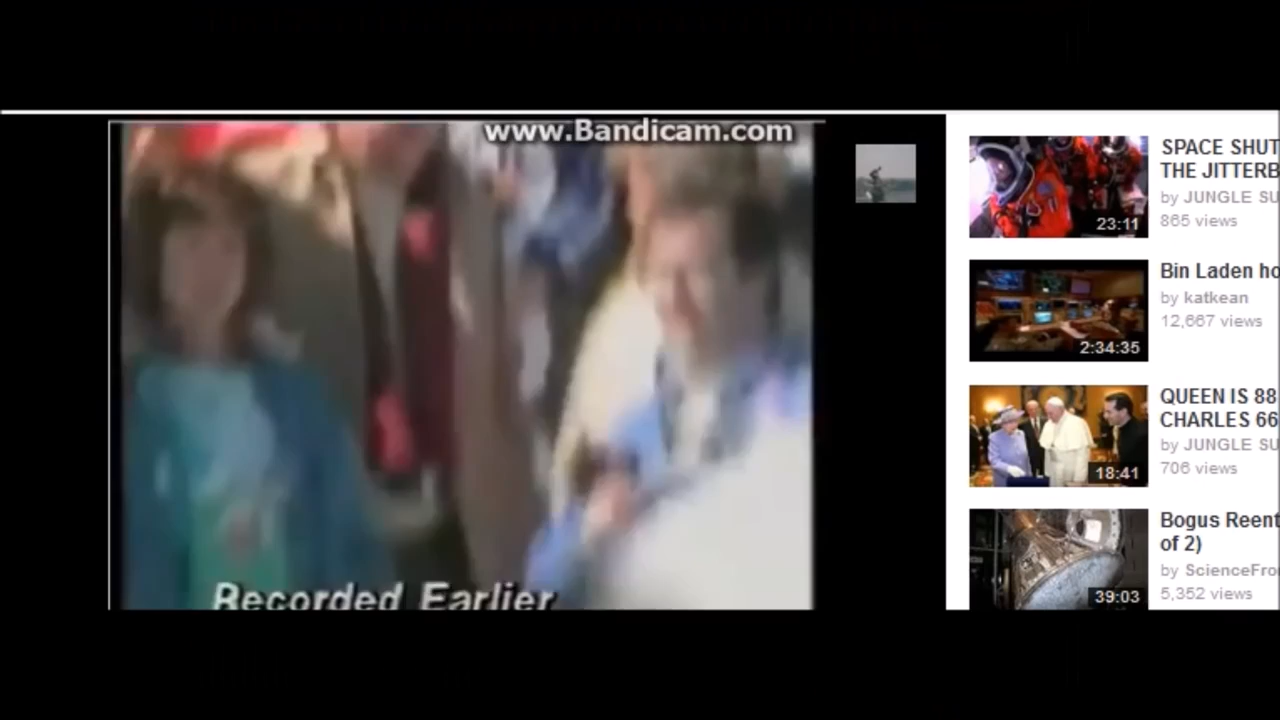 www.Bandicam.com
Recorded Earlier
SPACE SHUT
THE JITTERB
by JUNGLE SU
865 views
23:11
Bin Laden ho
by katkean
12,667 views
2:34:35
QUEEN IS 88
CHARLES 66
by JUNGLE SU
706 views
18:41
Bogus Reent
of 2)
by ScienceFro
5,352 views
39:03